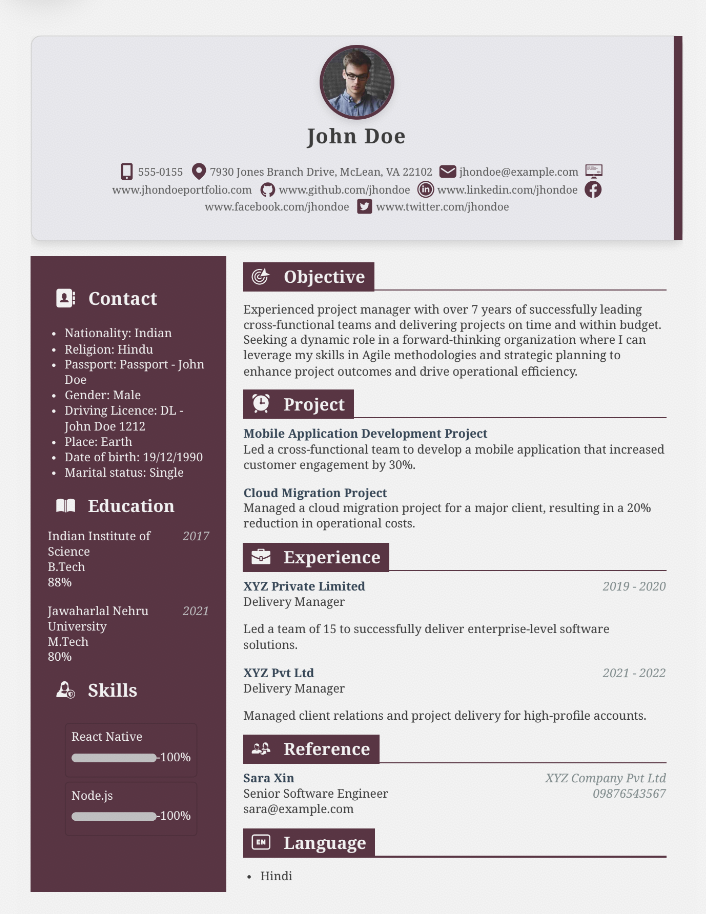 John Doe
555-0155 7930 Jones Branch Drive, McLean, VA 22102 jhondoe@example.com
www.jhondoeportfolio.com www.github.com/jhondoe www.linkedin.com/jhondoe
www.facebook.com/jhondoe www.twitter.com/jhondoe
Contact
• Nationality: Indian
• Religion: Hindu
• Passport: Passport - John
Doe
• Gender: Male
• Driving Licence: DL -
John Doe 1212
• Place: Earth
• Date of birth: 19/12/1990
• Marital status: Single
Education
Indian Institute of 2017
Science
B.Tech
88%
Jawaharlal Nehru 2021
University
M.Tech
80%
Skills
React Native
-100%
Node.js
-100%
Objective
Experienced project manager with over 7 years of successfully leading
cross-functional teams and delivering projects on time and within budget.
Seeking a dynamic role in a forward-thinking organization where I can
leverage my skills in Agile methodologies and strategic planning to
enhance project outcomes and drive operational efficiency.
Project
Mobile Application Development Project
Led a cross-functional team to develop a mobile application that increased
customer engagement by 30%.
Cloud Migration Project
Managed a cloud migration project for a major client, resulting in a 20%
reduction in operational costs.
Experience
XYZ Private Limited 2019 - 2020
Delivery Manager
Led a team of 15 to successfully deliver enterprise-level software
solutions.
XYZ Pvt Ltd 2021 - 2022
Delivery Manager
Managed client relations and project delivery for high-profile accounts.
Reference
Sara Xin XYZ Company Pvt Ltd
Senior Software Engineer 09876543567
sara@example.com
EN Language
• Hindi